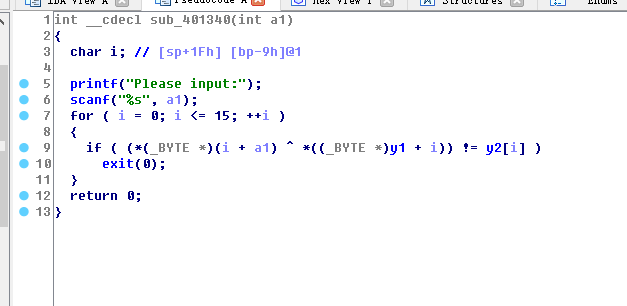 IDA View A Pseudocode A Hex View 1 Structures Enums
1 int __cdecl sub_401340(int a1)
2 {
3 char i; // [sp+1Fh] [bp-9h]@1
4
5 printf("Please input:");
6 scanf("%s", a1);
7 for ( i = 0; i <= 15; ++i )
8 {
9 if ( (*(_BYTE *)(i + a1) ^ *((_BYTE *)y1 + i)) != y2[i] )
10 exit(0);
11 }
12 return 0;
13 }